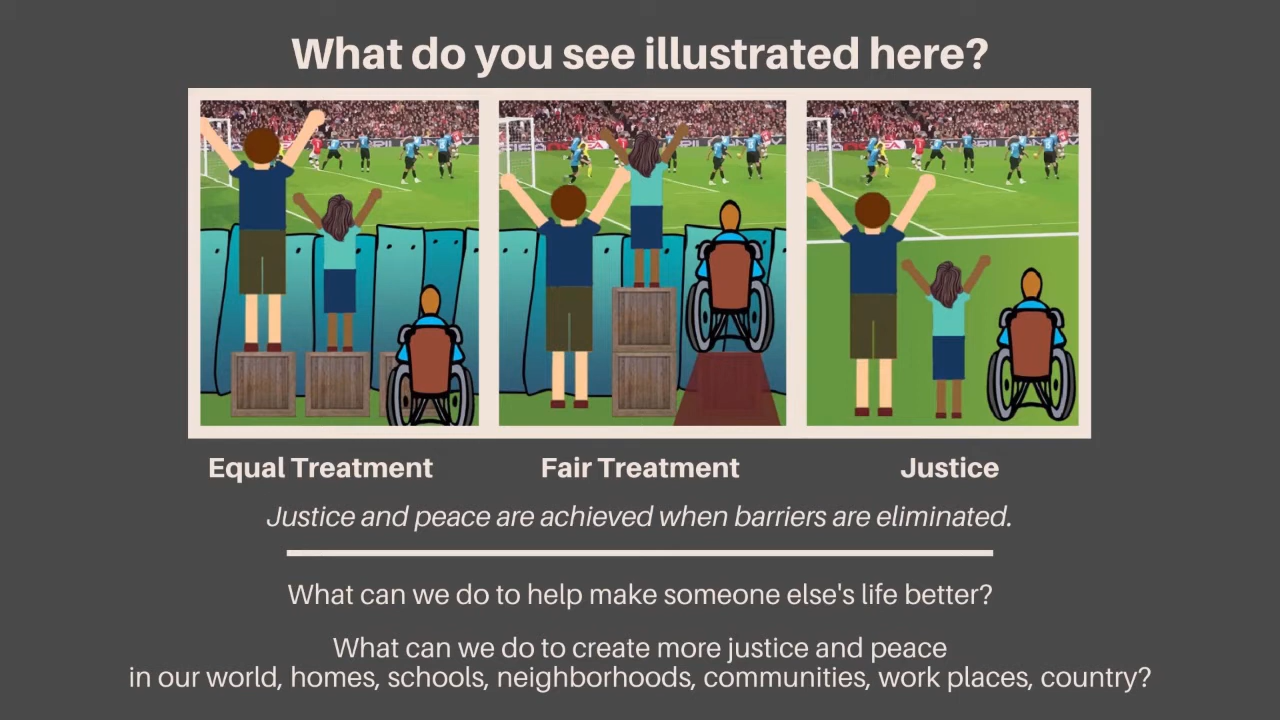 What do you see illustrated here?
Equal Treatment
Fair Treatment
Justice
Justice and peace are achieved when barriers are eliminated.
What can we do to help make someone else's life better?
What can we do to create more justice and peace
in our world, homes, schools, neighborhoods, communities, work places, country?